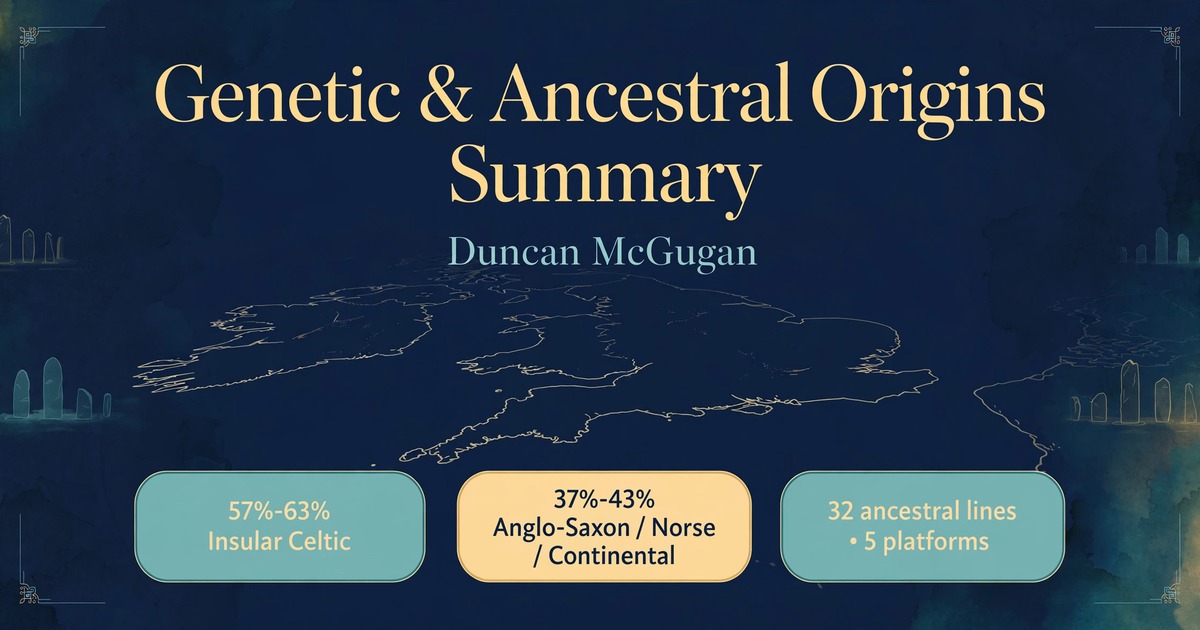 Genetic & Ancestral Origins
Summary
Duncan McGugan
57%-63%
Insular Celtic
37%-43%
Anglo-Saxon / Norse
/ Continental
32 ancestral lines
• 5 platforms